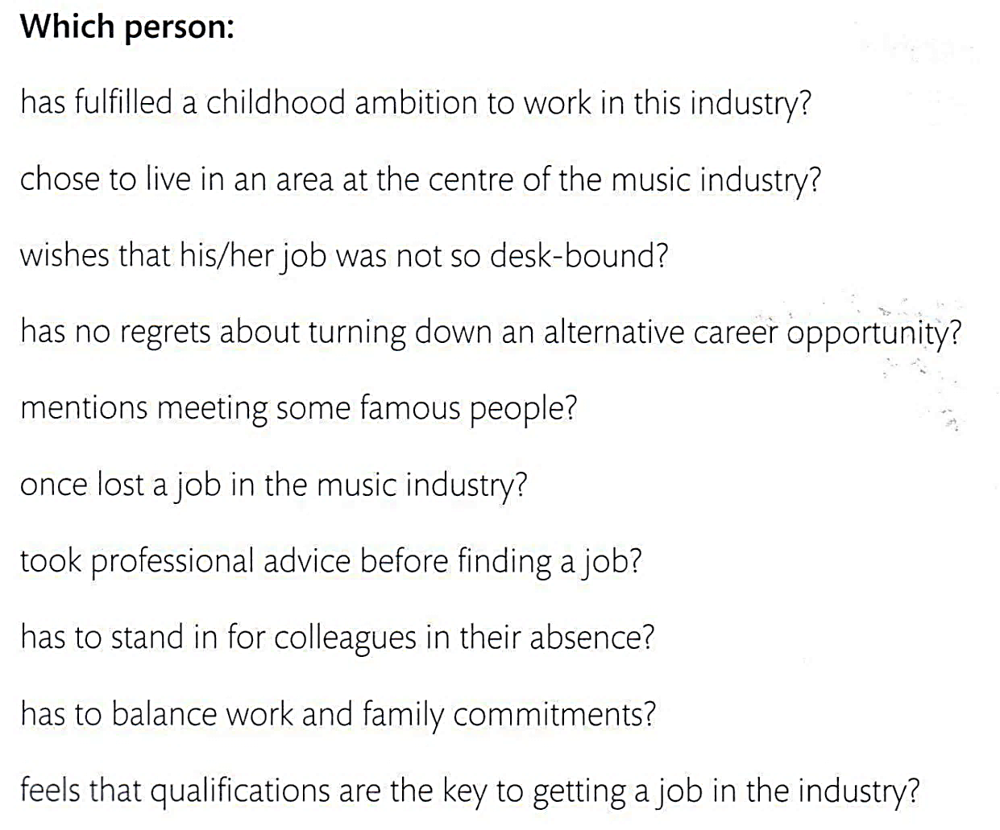 Which person:
has fulfilled a childhood ambition to work in this industry?
chose to live in an area at the centre of the music industry?
wishes that his/her job was not so desk-bound?
has no regrets about turning down an alternative career opportunity?
mentions meeting some famous people?
once lost a job in the music industry?
took professional advice before finding a job?
has to stand in for colleagues in their absence?
has to balance work and family commitments?
feels that qualifications are the key to getting a job in the industry?